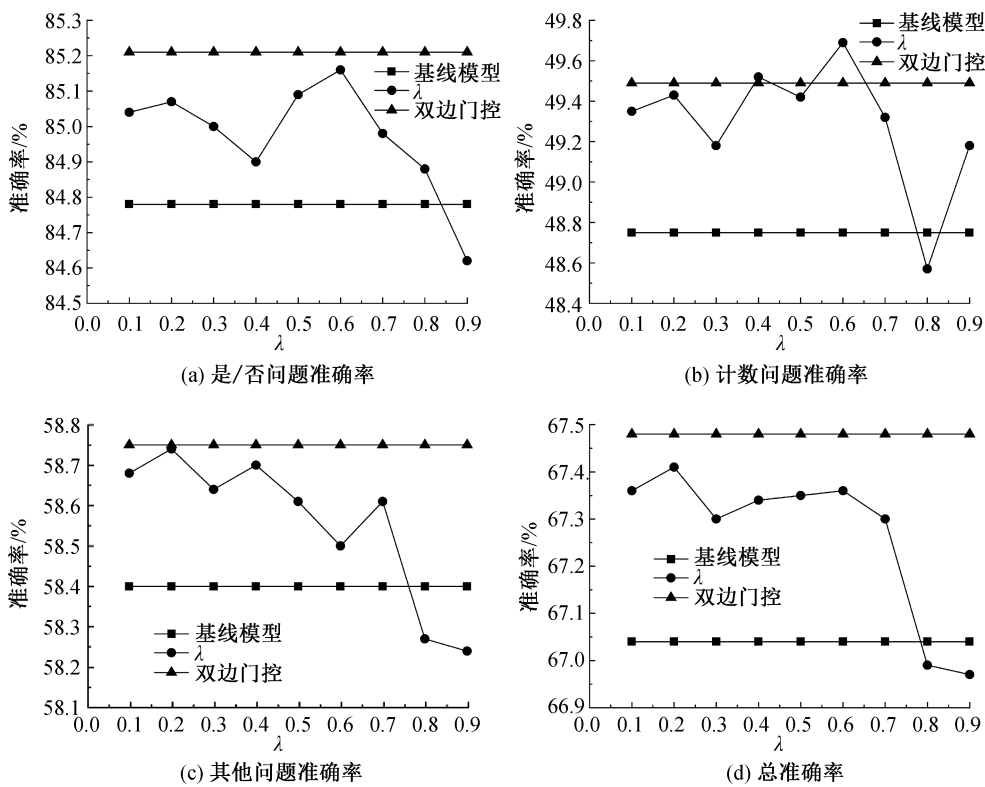 85.3
85.2
85.1
85.0
84.9
84.8
84.7
84.6
84.5
准确率/%
基线模型
λ
双边门控
0.0 0.1 0.2 0.3 0.4 0.5 0.6 0.7 0.8 0.9
λ
(a) 是/否问题准确率
49.8
49.6
49.4
49.2
49.0
48.8
48.6
48.4
准确率/%
基线模型
λ
双边门控
0.0 0.1 0.2 0.3 0.4 0.5 0.6 0.7 0.8 0.9
λ
(b) 计数问题准确率
58.8
58.7
58.6
58.5
58.4
58.3
58.2
58.1
准确率/%
基线模型
λ
双边门控
0.0 0.1 0.2 0.3 0.4 0.5 0.6 0.7 0.8 0.9
λ
(c) 其他问题准确率
67.5
67.4
67.3
67.2
67.1
67.0
66.9
准确率/%
基线模型
λ
双边门控
0.0 0.1 0.2 0.3 0.4 0.5 0.6 0.7 0.8 0.9
λ
(d) 总准确率